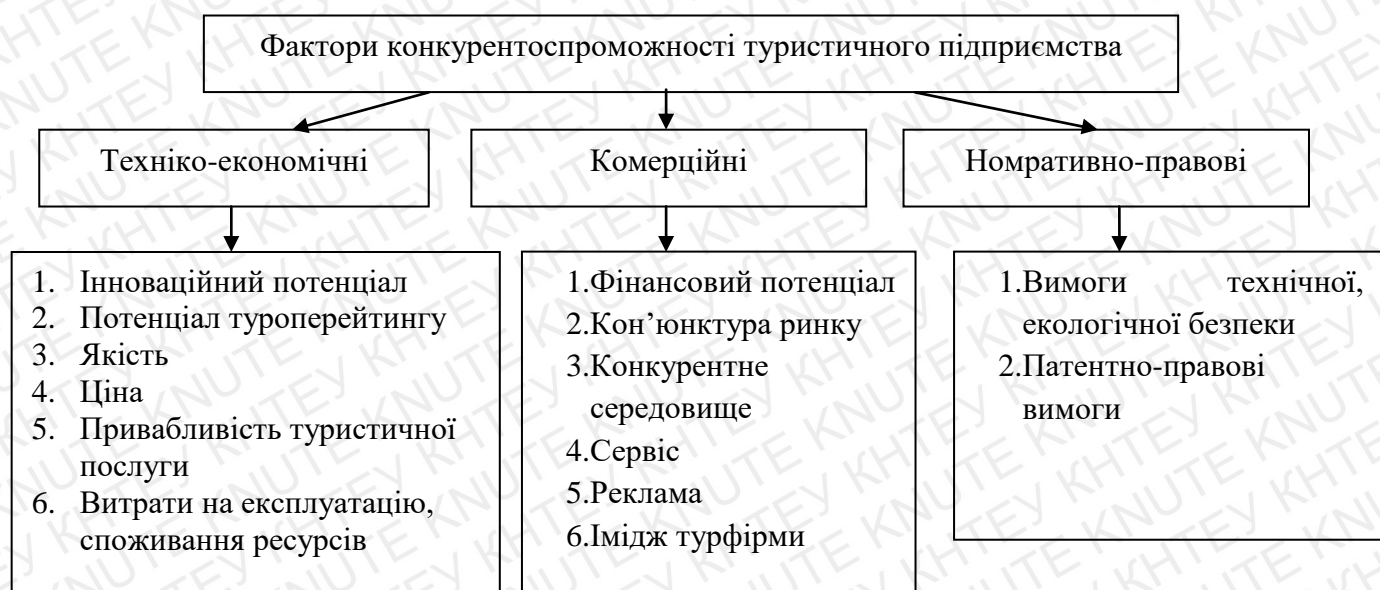 Фактори конкурентоспроможності туристичного підприємства
Техніко-економічні
Комерційні
Номративно-правові
1. Інноваційний потенціал
2. Потенціал туроперейтингу
3. Якість
4. Ціна
5. Привабливість туристичної
послуги
6. Витрати на експлуатацію,
споживання ресурсів
1.Фінансовий потенціал
2.Кон’юнктура ринку
3.Конкурентне
середовище
4.Сервіс
5.Реклама
6.Імідж турфірми
1.Вимоги технічної,
екологічної безпеки
2.Патентно-правові
вимоги